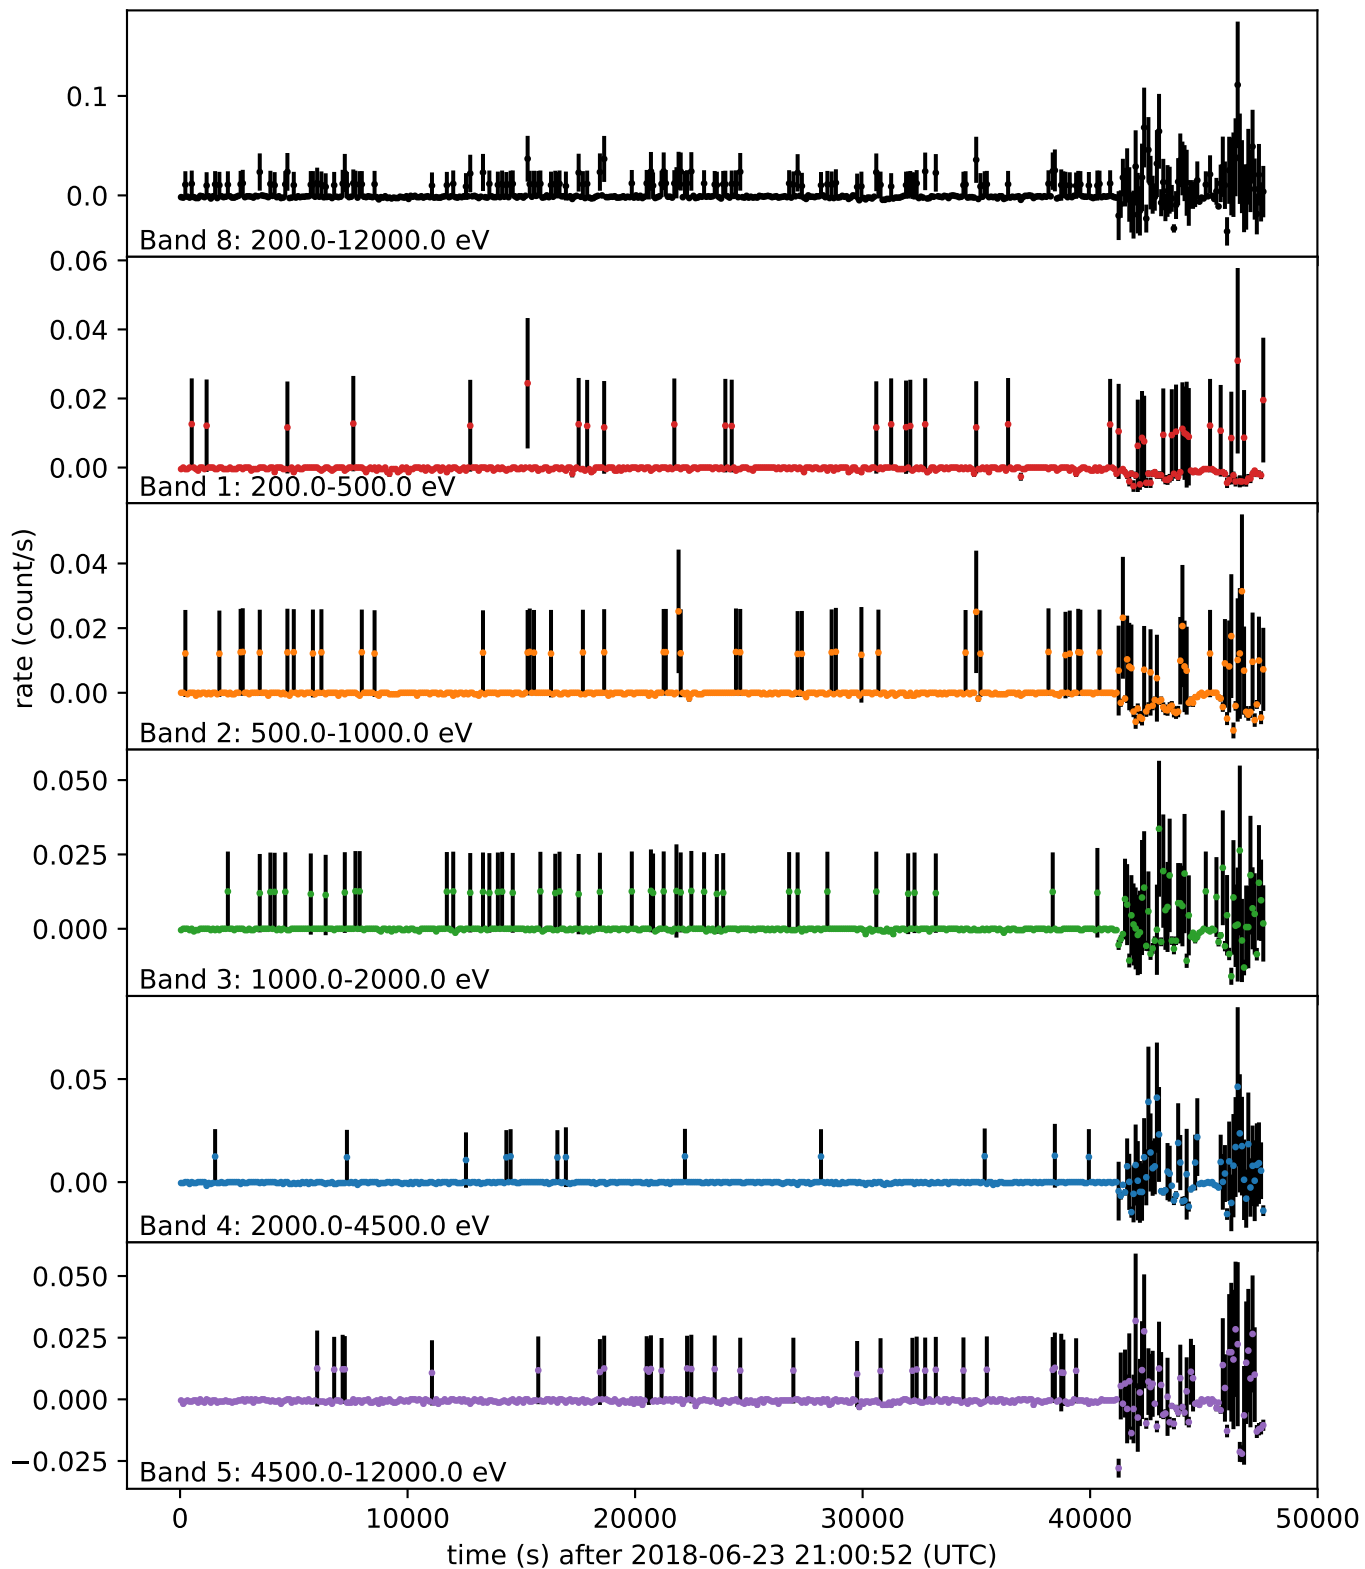 0.1
0.0
Band 8: 200.0-12000.0 eV
0.06
0.04
0.02
0.00
Band 1: 200.0-500.0 eV
rate (count/s)
0.04
0.02
0.00
Band 2: 500.0-1000.0 eV
0.050
0.025
0.000
Band 3: 1000.0-2000.0 eV
0.05
0.00
Band 4: 2000.0-4500.0 eV
0.050
0.025
0.000
−0.025
Band 5: 4500.0-12000.0 eV
0 10000 20000 30000 40000 50000
time (s) after 2018-06-23 21:00:52 (UTC)